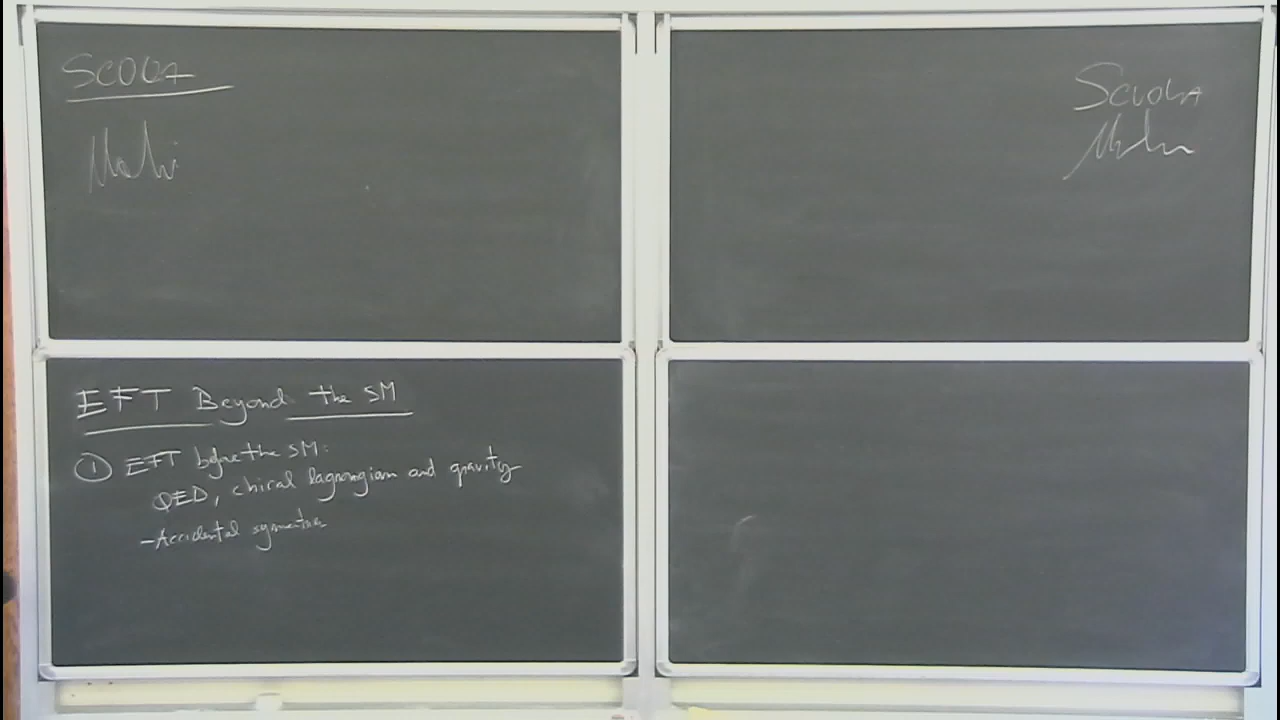 SCUOLA
SCUOLA
EFT Beyond the SM
① EFT before the SM:
QED, chiral lagrangian and gravity
- Accidental symmetries